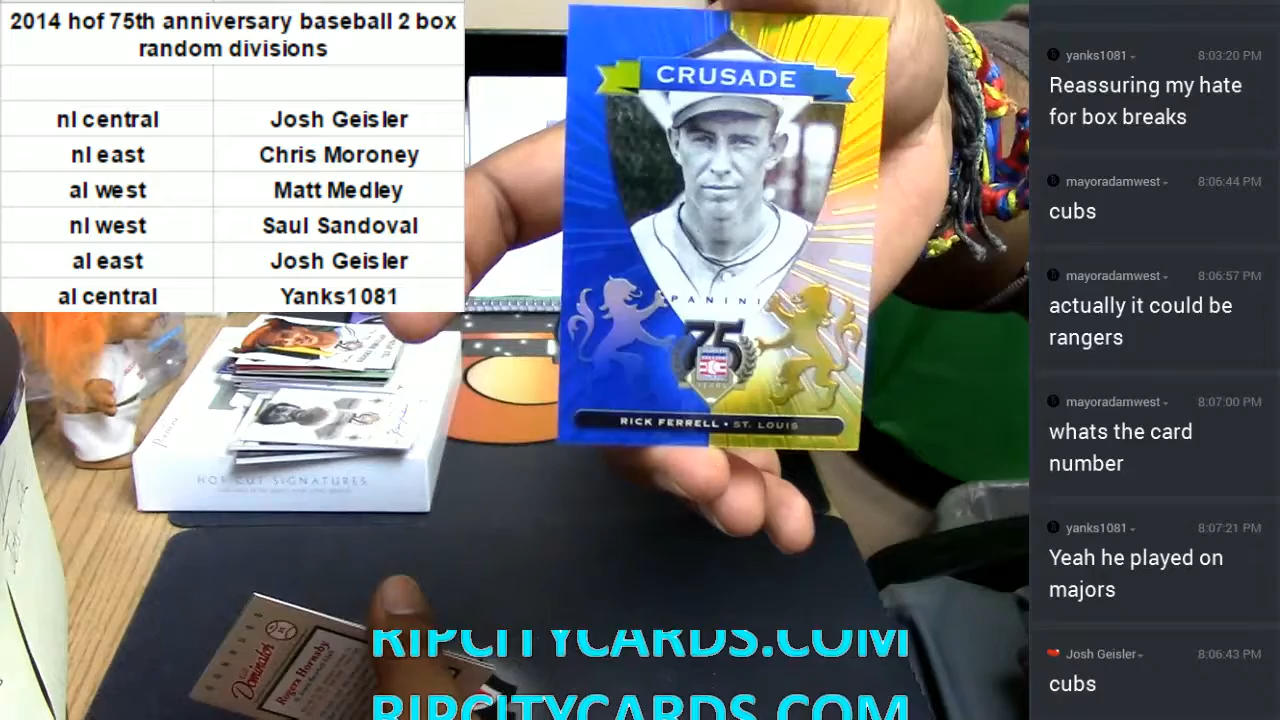 2014 hof 75th anniversary baseball 2 box
random divisions
nl central Josh Geisler
nl east Chris Moroney
al west Matt Medley
nl west Saul Sandoval
al east Josh Geisler
al central Yanks1081
CRUSADE
PANINI
75
YEARS
RICK FERRELL • ST. LOUIS
HOF CUT SIGNATURES
Dominator
Rogers Hornsby
RIPCITYCARDS.COM
RIPCITYCARDS.COM
yanks1081 8:03:20 PM
Reassuring my hate
for box breaks
mayoradamwest 8:06:44 PM
cubs
mayoradamwest 8:06:57 PM
actually it could be
rangers
mayoradamwest 8:07:00 PM
whats the card
number
yanks1081 8:07:21 PM
Yeah he played on
majors
Josh Geisler 8:06:43 PM
cubs